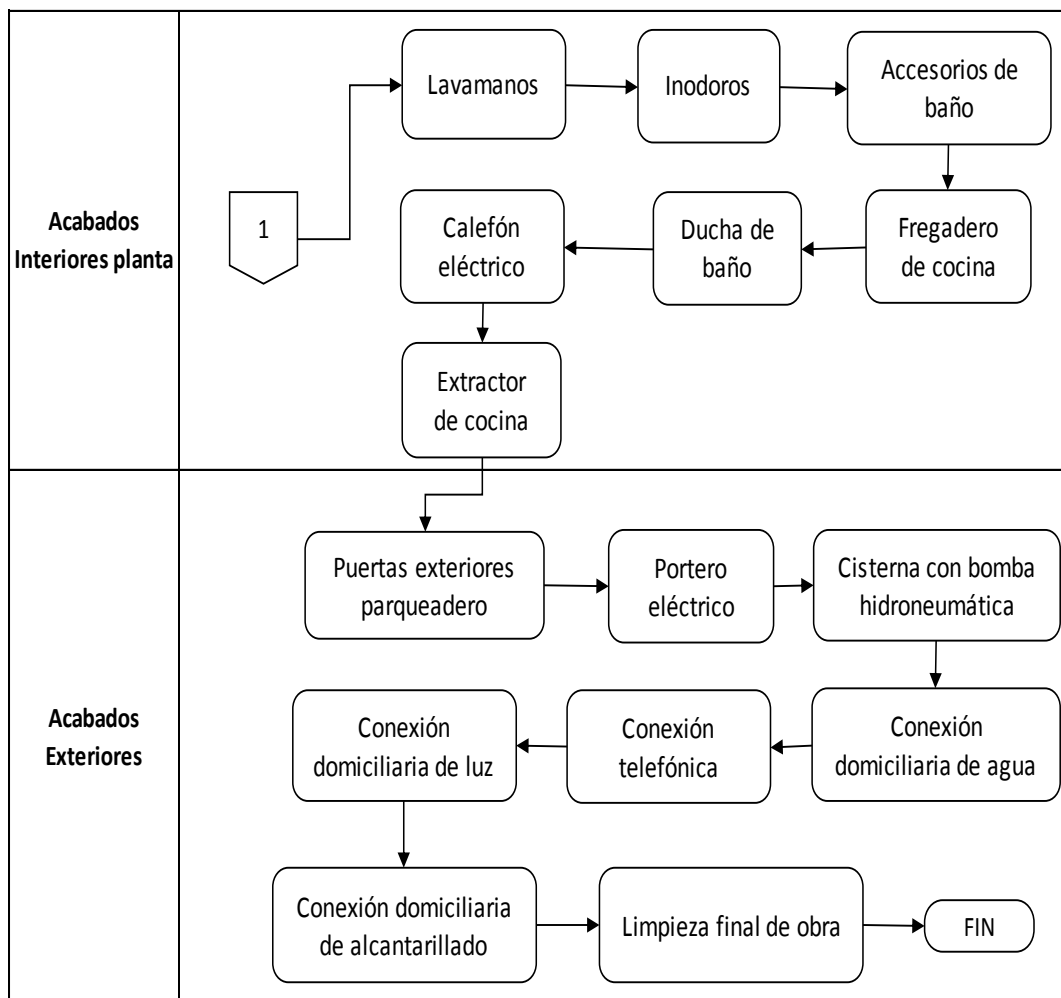 Acabados
Interiores planta
1
Lavamanos
Inodoros
Accesorios de
baño
Fregadero
de cocina
Ducha de
baño
Calefón
eléctrico
Extractor
de cocina
Acabados
Exteriores
Puertas exteriores
parqueadero
Portero
eléctrico
Cisterna con bomba
hidroneumática
Conexión
domiciliaria de agua
Conexión
telefónica
Conexión
domiciliaria de luz
Conexión domiciliaria
de alcantarillado
Limpieza final de obra
FIN